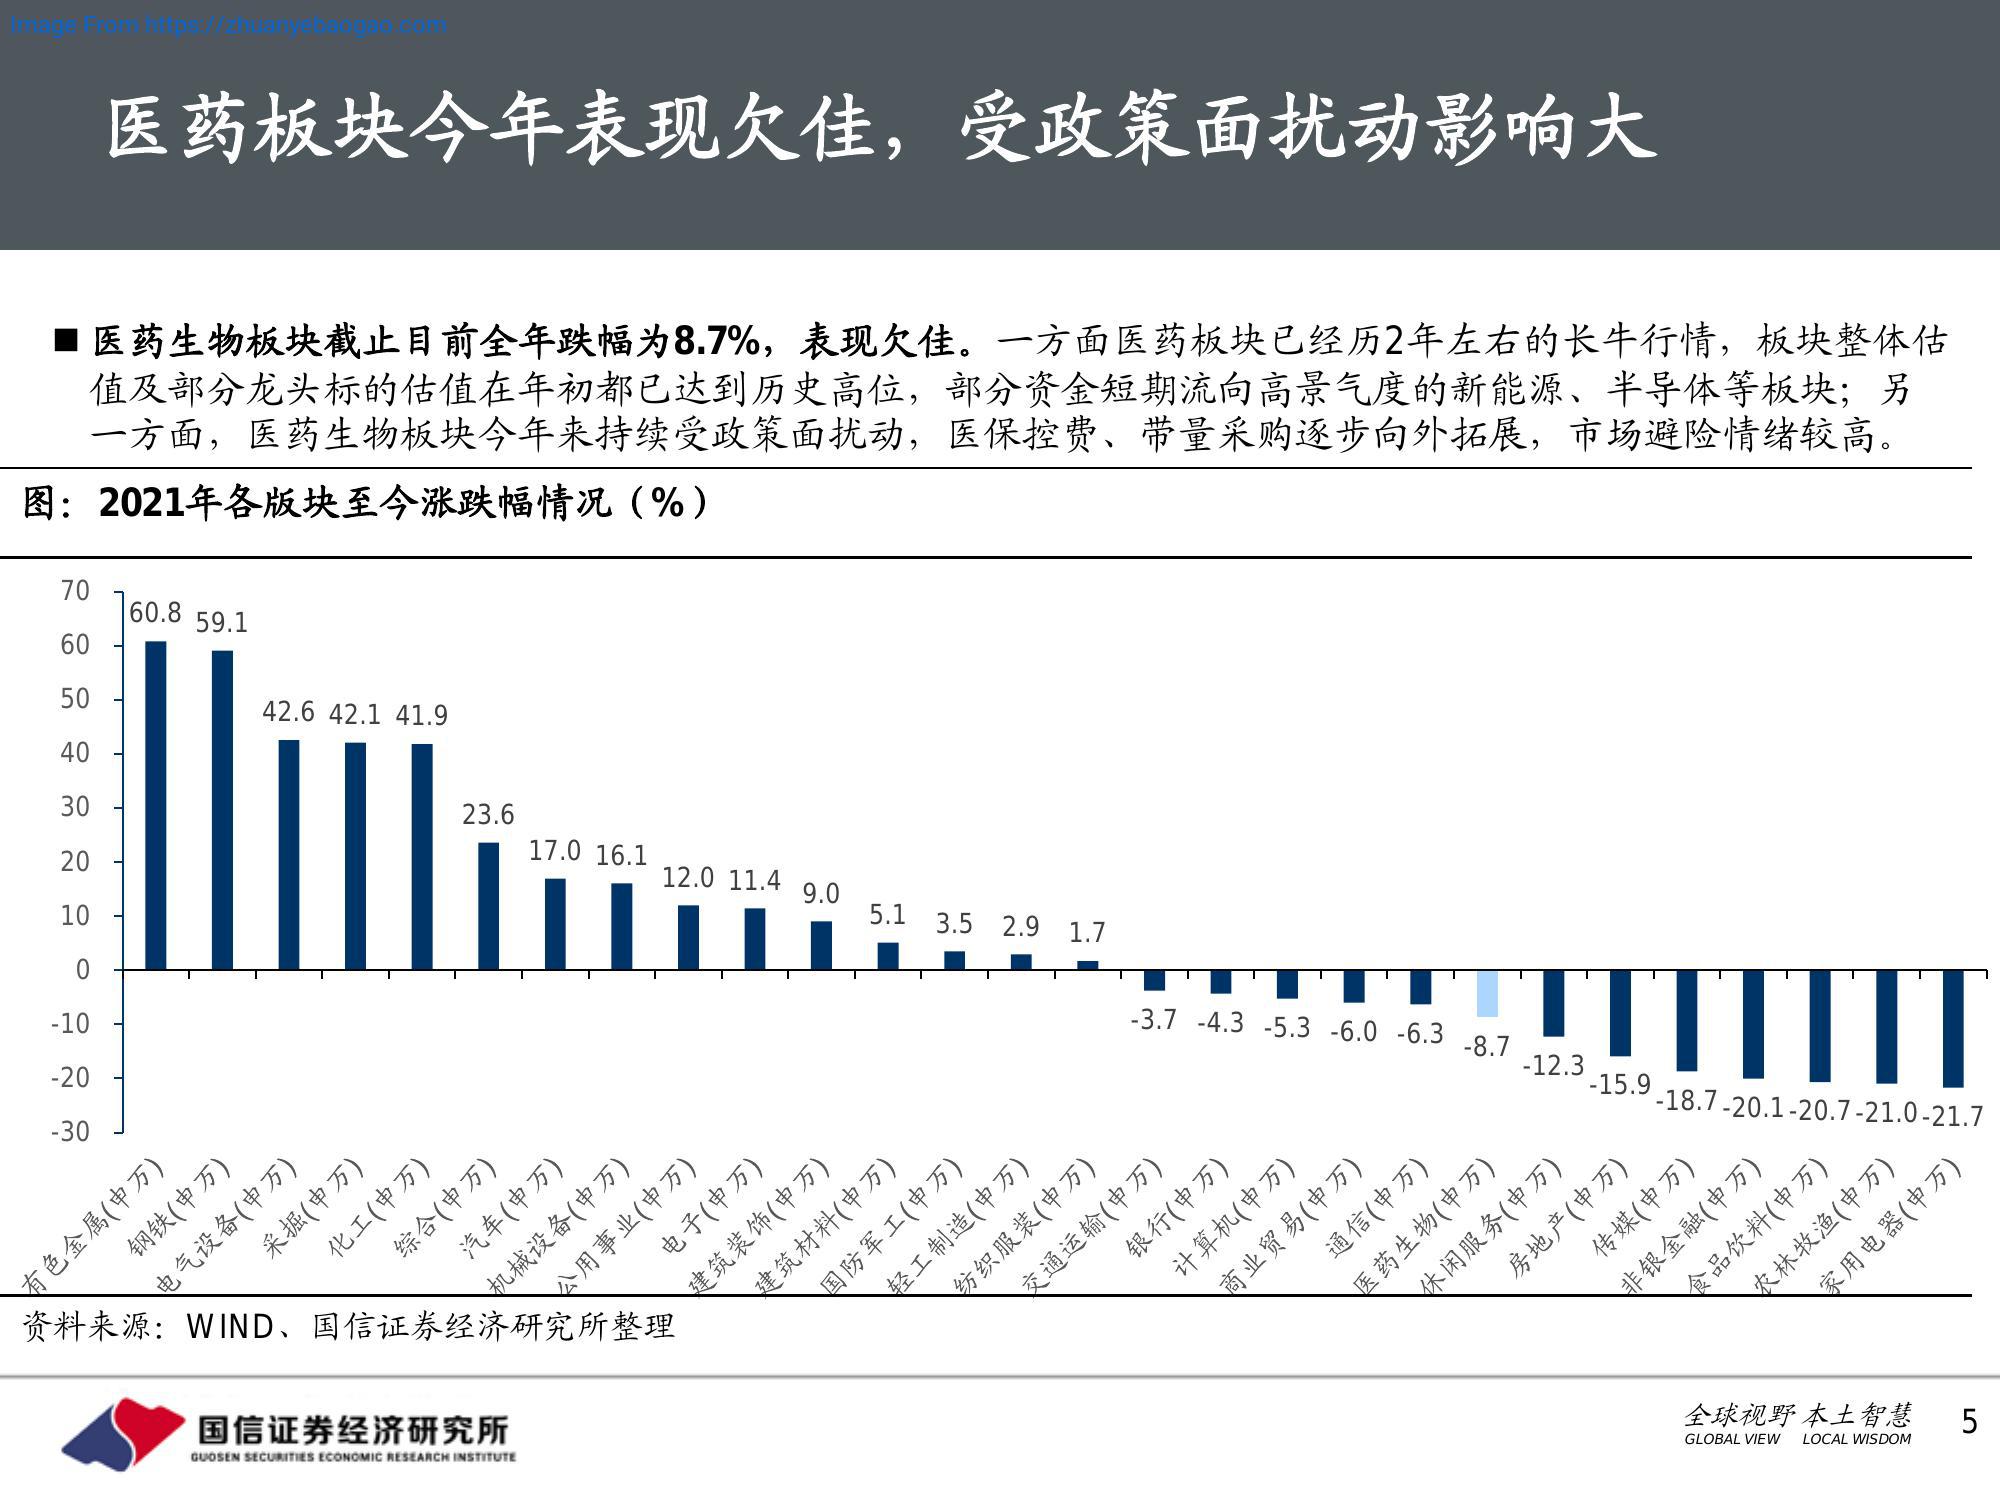 Image From https://zhuanyebaogao.com
医药板块今年表现欠佳，受政策面扰动影响大
■ 医药生物板块截止目前全年跌幅为8.7%，表现欠佳。一方面医药板块已经历2年左右的长牛行情，板块整体估
值及部分龙头标的估值在年初都已达到历史高位，部分资金短期流向高景气度的新能源、半导体等板块；另
一方面，医药生物板块今年来持续受政策面扰动，医保控费、带量采购逐步向外拓展，市场避险情绪较高。
图：2021年各版块至今涨跌幅情况（%）
70
60
50
40
30
20
10
0
-10
-20
-30
60.8
59.1
42.6
42.1
41.9
23.6
17.0
16.1
12.0
11.4
9.0
5.1
3.5
2.9
1.7
-3.7
-4.3
-5.3
-6.0
-6.3
-8.7
-12.3
-15.9
-18.7
-20.1
-20.7
-21.0
-21.7
有色金属(申万)
钢铁(申万)
电气设备(申万)
采掘(申万)
化工(申万)
综合(申万)
汽车(申万)
机械设备(申万)
公用事业(申万)
电子(申万)
建筑装饰(申万)
建筑材料(申万)
国防军工(申万)
轻工制造(申万)
纺织服装(申万)
交通运输(申万)
银行(申万)
计算机(申万)
商业贸易(申万)
通信(申万)
医药生物(申万)
休闲服务(申万)
房地产(申万)
传媒(申万)
非银金融(申万)
食品饮料(申万)
农林牧渔(申万)
家用电器(申万)
资料来源：WIND、国信证券经济研究所整理
国信证券经济研究所
GUOSEN SECURITIES ECONOMIC RESEARCH INSTITUTE
全球视野 本土智慧
GLOBAL VIEW LOCAL WISDOM
5